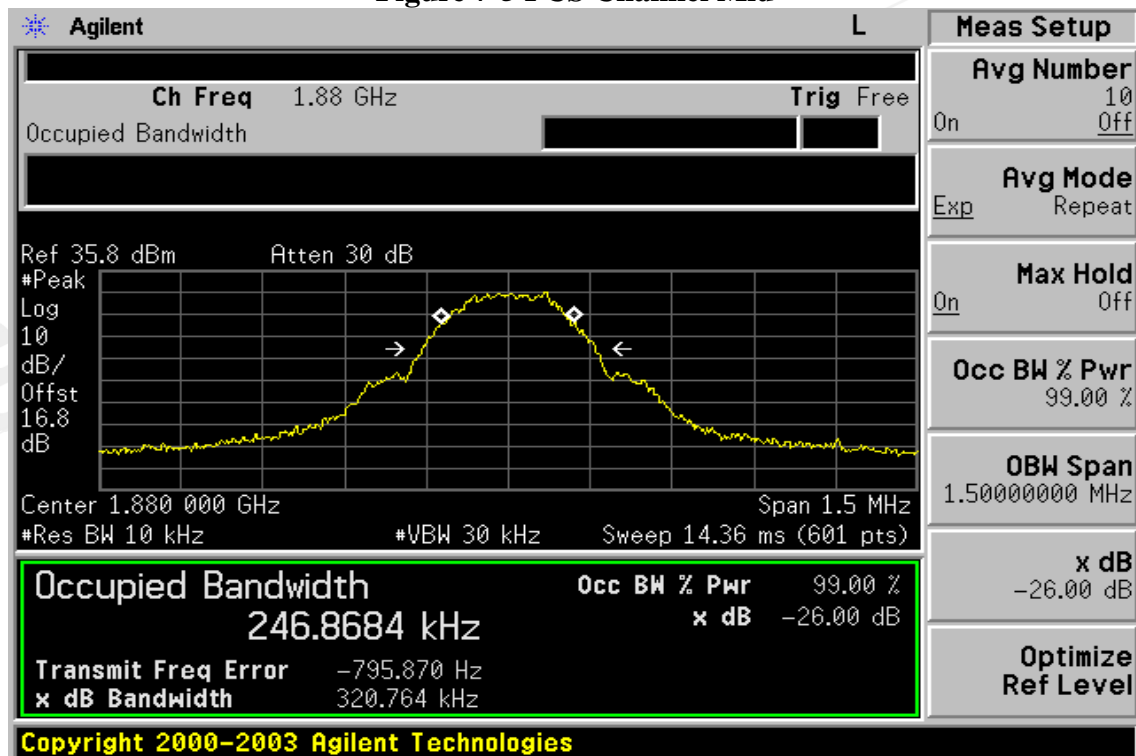 Agilent L Meas Setup
Ch Freq 1.88 GHz Trig Free
Occupied Bandwidth
Avg Number
10
On Off
Avg Mode
Exp Repeat
Max Hold
On Off
Occ BW % Pwr
99.00 %
OBW Span
1.50000000 MHz
x dB
-26.00 dB
Optimize
Ref Level
Ref 35.8 dBm Atten 30 dB
#Peak
Log
10
dB/
Offst
16.8
dB
Center 1.880 000 GHz Span 1.5 MHz
#Res BW 10 kHz #VBW 30 kHz Sweep 14.36 ms (601 pts)
Occupied Bandwidth Occ BW % Pwr 99.00 %
246.8684 kHz x dB -26.00 dB
Transmit Freq Error -795.870 Hz
x dB Bandwidth 320.764 kHz
Copyright 2000-2003 Agilent Technologies